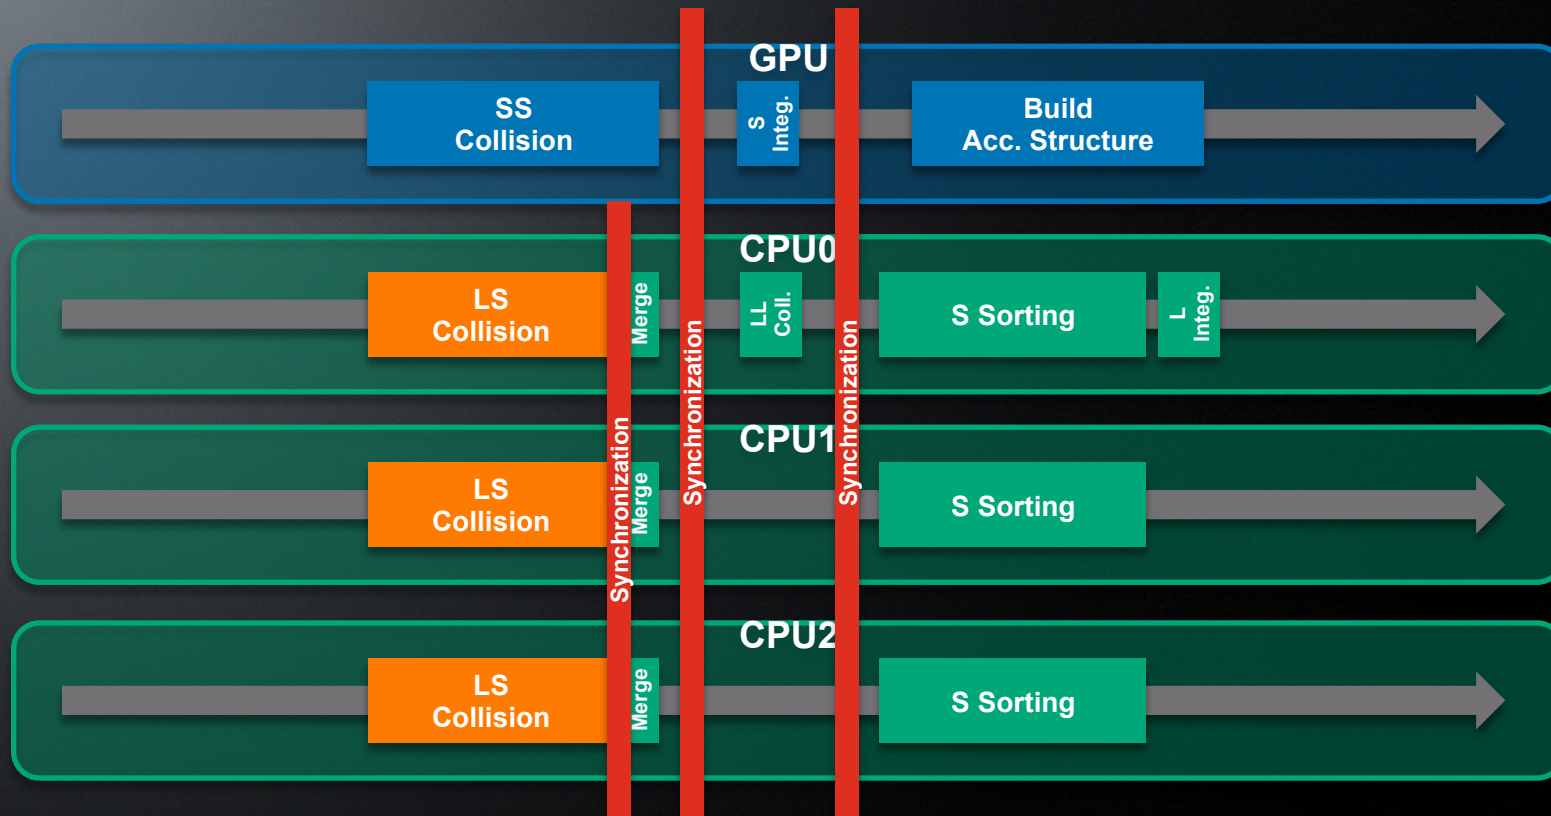 GPU
SS
Collision
S
Integ.
Build
Acc. Structure
CPU0
LS
Collision
Merge
LL
Coll.
S Sorting
L
Integ.
CPU1
LS
Collision
Merge
S Sorting
CPU2
LS
Collision
Merge
S Sorting
Synchronization
Synchronization
Synchronization